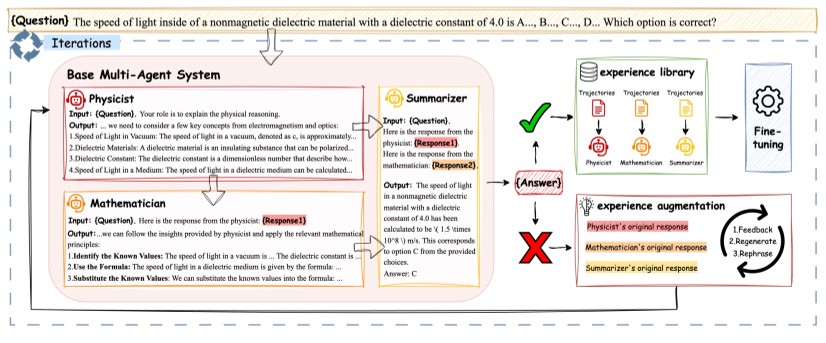 {Question} The speed of light inside of a nonmagnetic dielectric material with a dielectric constant of 4.0 is A..., B..., C..., D... Which option is correct?
Iterations
Base Multi-Agent System
Physicist
Input: {Question}. Your role is to explain the physical reasoning.
Output: ... we need to consider a few key concepts from electromagnetism and optics:
1.Speed of Light in Vacuum: The speed of light in a vacuum, denoted as c, is approximately...
2.Dielectric Materials: A dielectric material is an insulating substance that can be polarized...
3.Dielectric Constant: The dielectric constant is a dimensionless number that describe how...
4.Speed of Light in a Medium: The speed of light in a dielectric medium can be calculated...
Mathematician
Input: {Question}. Here is the response from the physicist: {Response1}
Output:...we can follow the insights provided by physicist and apply the relevant mathematical
principles:
1.Identify the Known Values: The speed of light in a vacuum is ... The dielectric constant is ...
2.Use the Formula: The speed of light in a dielectric medium is given by the formula: ...
3.Substitute the Known Values: We can substitute the known values into the formula: ...
Summarizer
Input: {Question}.
Here is the response from the
physicist: {Response1}.
Here is the response from the
mathematician: {Response2}.
Output: The speed of light
in a nonmagnetic dielectric
material with a dielectric
constant of 4.0 has been
calculated to be \( 1.5 \times
10^8 \) m/s. This corresponds
to option C from the provided
choices.
Answer: C
{Answer}
experience library
Trajectories Trajectories Trajectories
Physicist Mathematician Summarizer
Fine-
tuning
experience augmentation
Physicist's original response
Mathematician's original response
Summarizer's original response
1.Feedback
2.Regenerate
3.Rephrase